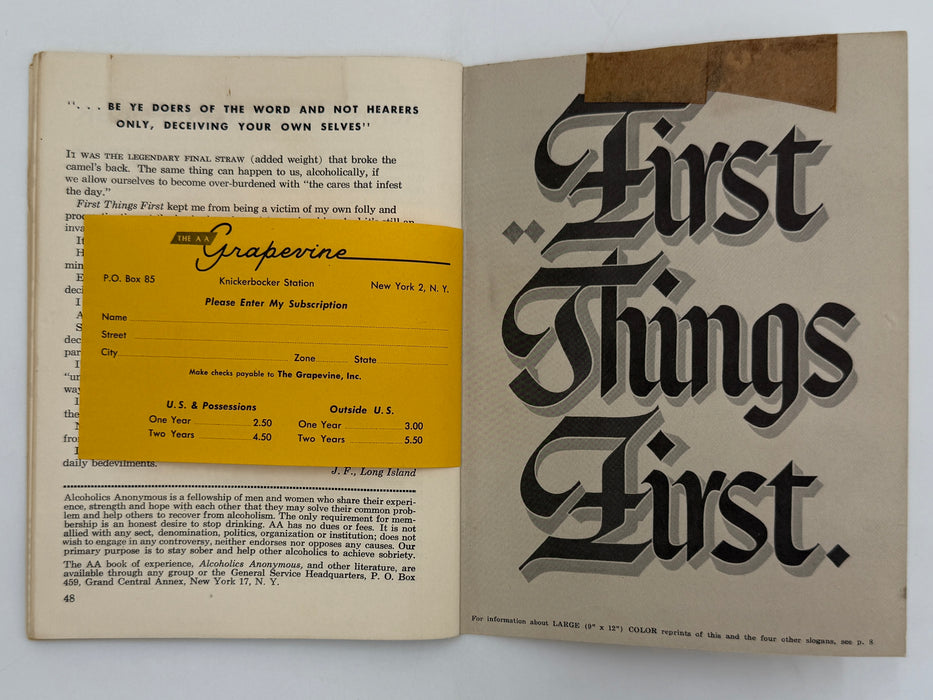 ". . . BE YE DOERS OF THE WORD AND NOT HEARERS
ONLY, DECEIVING YOUR OWN SELVES"
IT WAS THE LEGENDARY FINAL STRAW (added weight) that broke the
camel's back. The same thing can happen to us, alcoholically, if
we allow ourselves to become over-burdened with "the cares that infest
the day."
First Things First kept me from being a victim of my own folly and
daily bedevilments.
J. F., Long Island
Alcoholics Anonymous is a fellowship of men and women who share their experi-
ence, strength and hope with each other that they may solve their common prob-
lem and help others to recover from alcoholism. The only requirement for mem-
bership is an honest desire to stop drinking. AA has no dues or fees. It is not
allied with any sect, denomination, politics, organization or institution; does not
wish to engage in any controversy, neither endorses nor opposes any causes. Our
primary purpose is to stay sober and help other alcoholics to achieve sobriety.
The AA book of experience, Alcoholics Anonymous, and other literature, are
available through any group or the General Service Headquarters, P. O. Box
459, Grand Central Annex, New York 17, N. Y.
48
THE AA Grapevine
P.O. Box 85 Knickerbocker Station New York 2, N. Y.
Please Enter My Subscription
Name
Street
City Zone State
Make checks payable to The Grapevine, Inc.
U.S. & Possessions Outside U. S.
One Year 2.50 One Year 3.00
Two Years 4.50 Two Years 5.50
First
Things
First.
For information about LARGE (9" x 12") COLOR reprints of this and the four other slogans, see p. 8